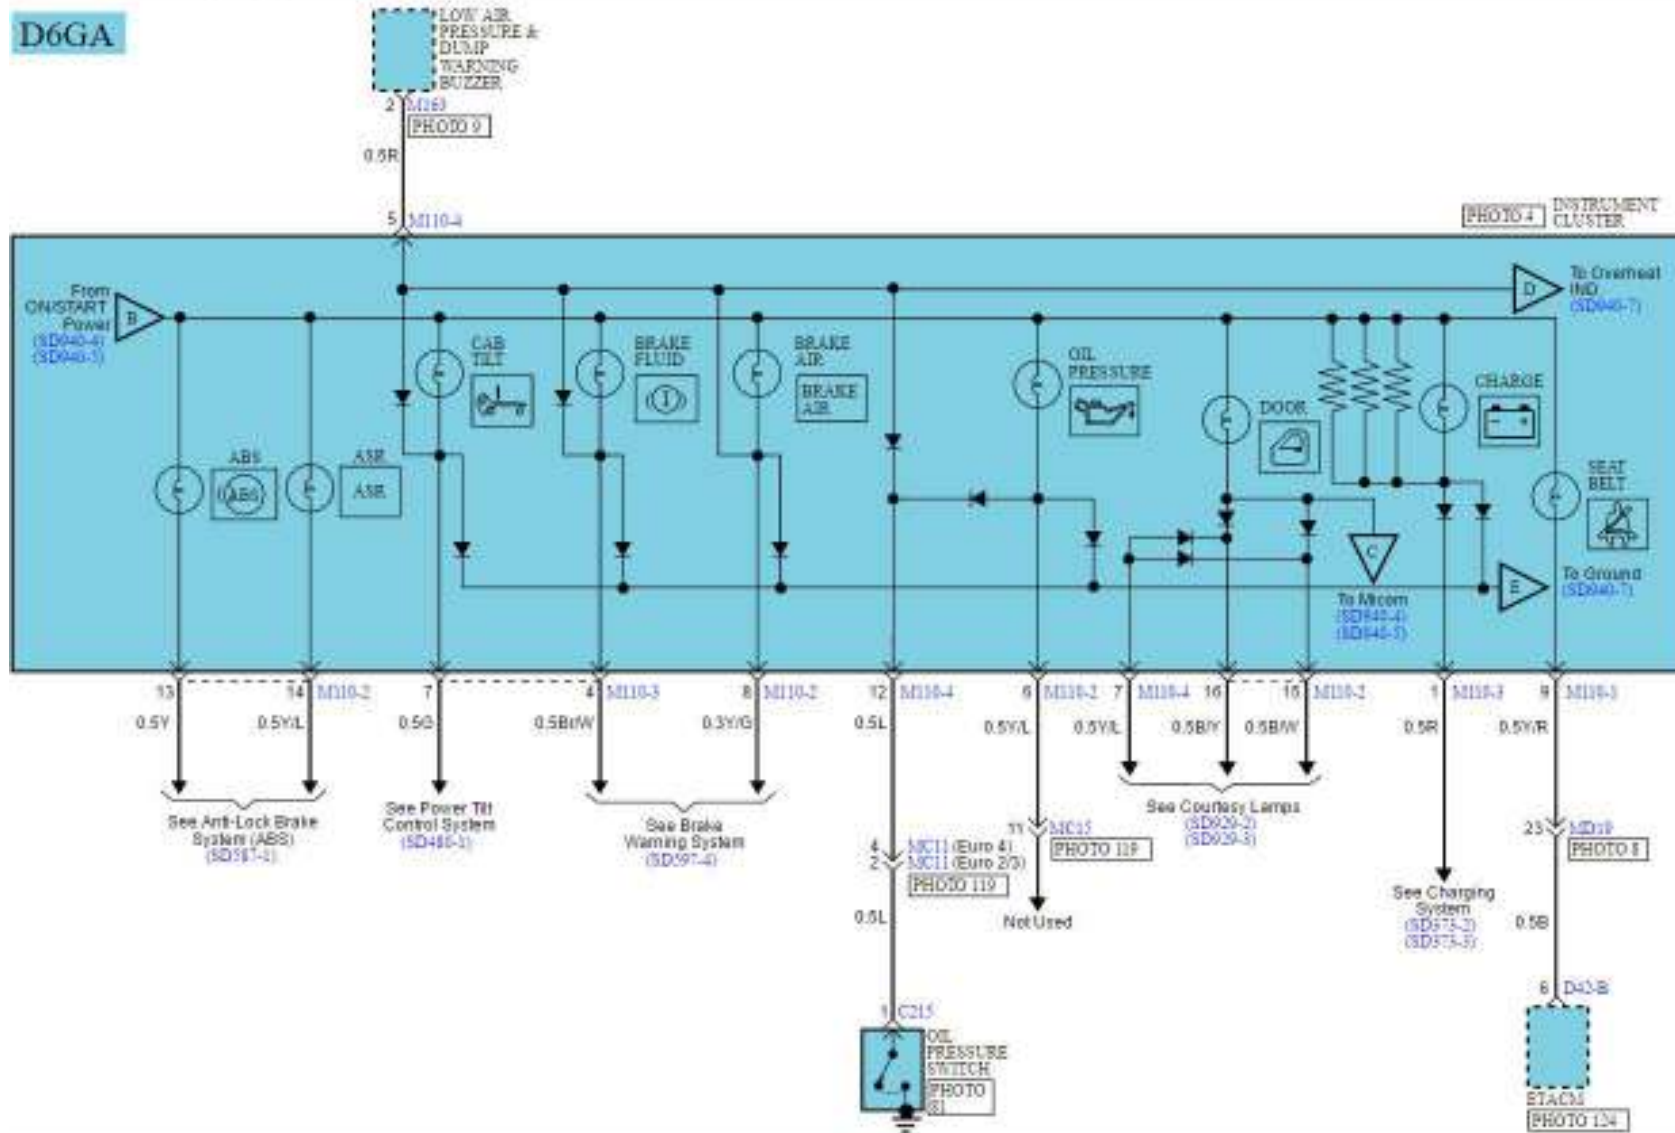 D6GA
LOW AIR
PRESSURE &
DUMP
WARNING
BUZZER
2 M163
PHOTO 9
0.5R
5 M110-4
PHOTO 4
INSTRUMENT
CLUSTER
From
ON/START
Power
(SD940-4)
(SD940-5)
B
D
To Overheat
IND
(SD940-7)
CAB
TILT
BRAKE
FLUID
BRAKE
AIR
BRAKE
AIR
OIL
PRESSURE
DOOR
CHARGE
ABS
(ABS)
ASR
ASR
SEAT
BELT
C
To Micom
(SD940-4)
(SD940-5)
E
To Ground
(SD940-7)
13
14 M110-2
7
4 M110-3
8 M110-2
12 M110-4
6 M110-2
7 M110-4
16
15 M110-2
1 M110-3
9
0.5Y
0.5Y/L
0.5G
0.5Br/W
0.3Y/G
0.5L
0.5Y/L
0.5Y/L
0.5B/Y
0.5B/W
0.5R
0.5Y/R
See Anti-Lock Brake
System (ABS)
(SD587-1)
See Power Tilt
Control System
See Brake
Warning System
(SD597-4)
See Courtesy Lamps
(SD929-2)
(SD929-3)
4 MC11 (Euro 4)
2 MC11 (Euro 2/3)
PHOTO 119
11 MC15
PHOTO 119
Not Used
23 MD19
PHOTO 8
See Charging
System
(SD373-2)
(SD373-3)
0.5L
0.5B
1 C215
OIL
PRESSURE
SWITCH
PHOTO
81
6 D42-B
ETACM
PHOTO 124